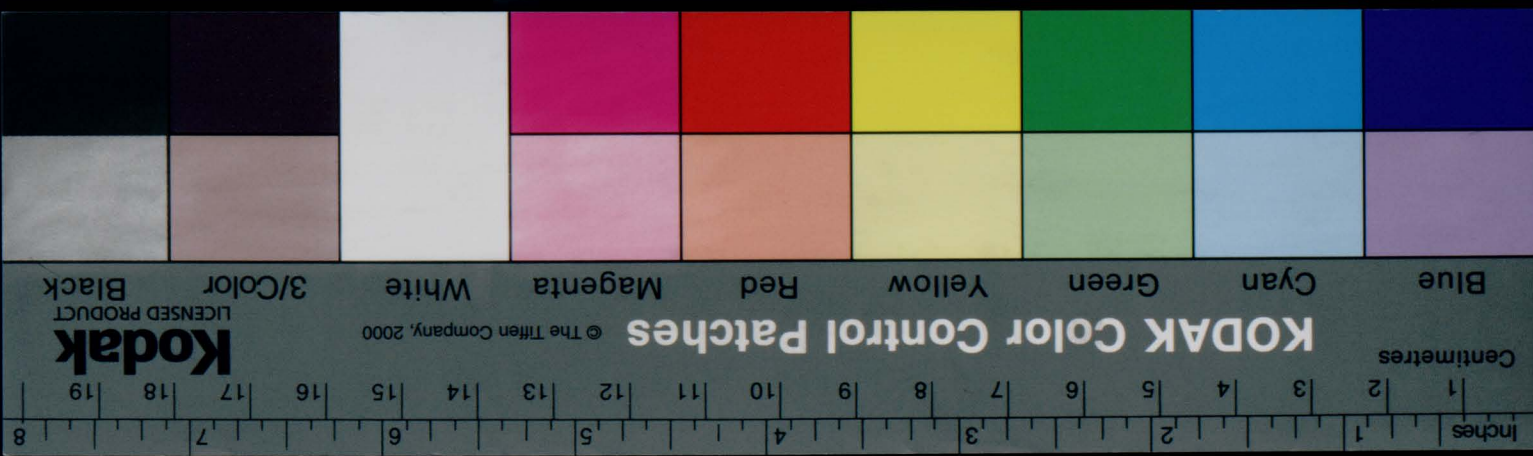 Inches 1 2 3 4 5 6 7 8
Centimetres 1 2 3 4 5 6 7 8 9 10 11 12 13 14 15 16 17 18 19
KODAK Color Control Patches © The Tiffen Company, 2000 Kodak
LICENSED PRODUCT
Blue Cyan Green Yellow Red Magenta White 3/Color Black